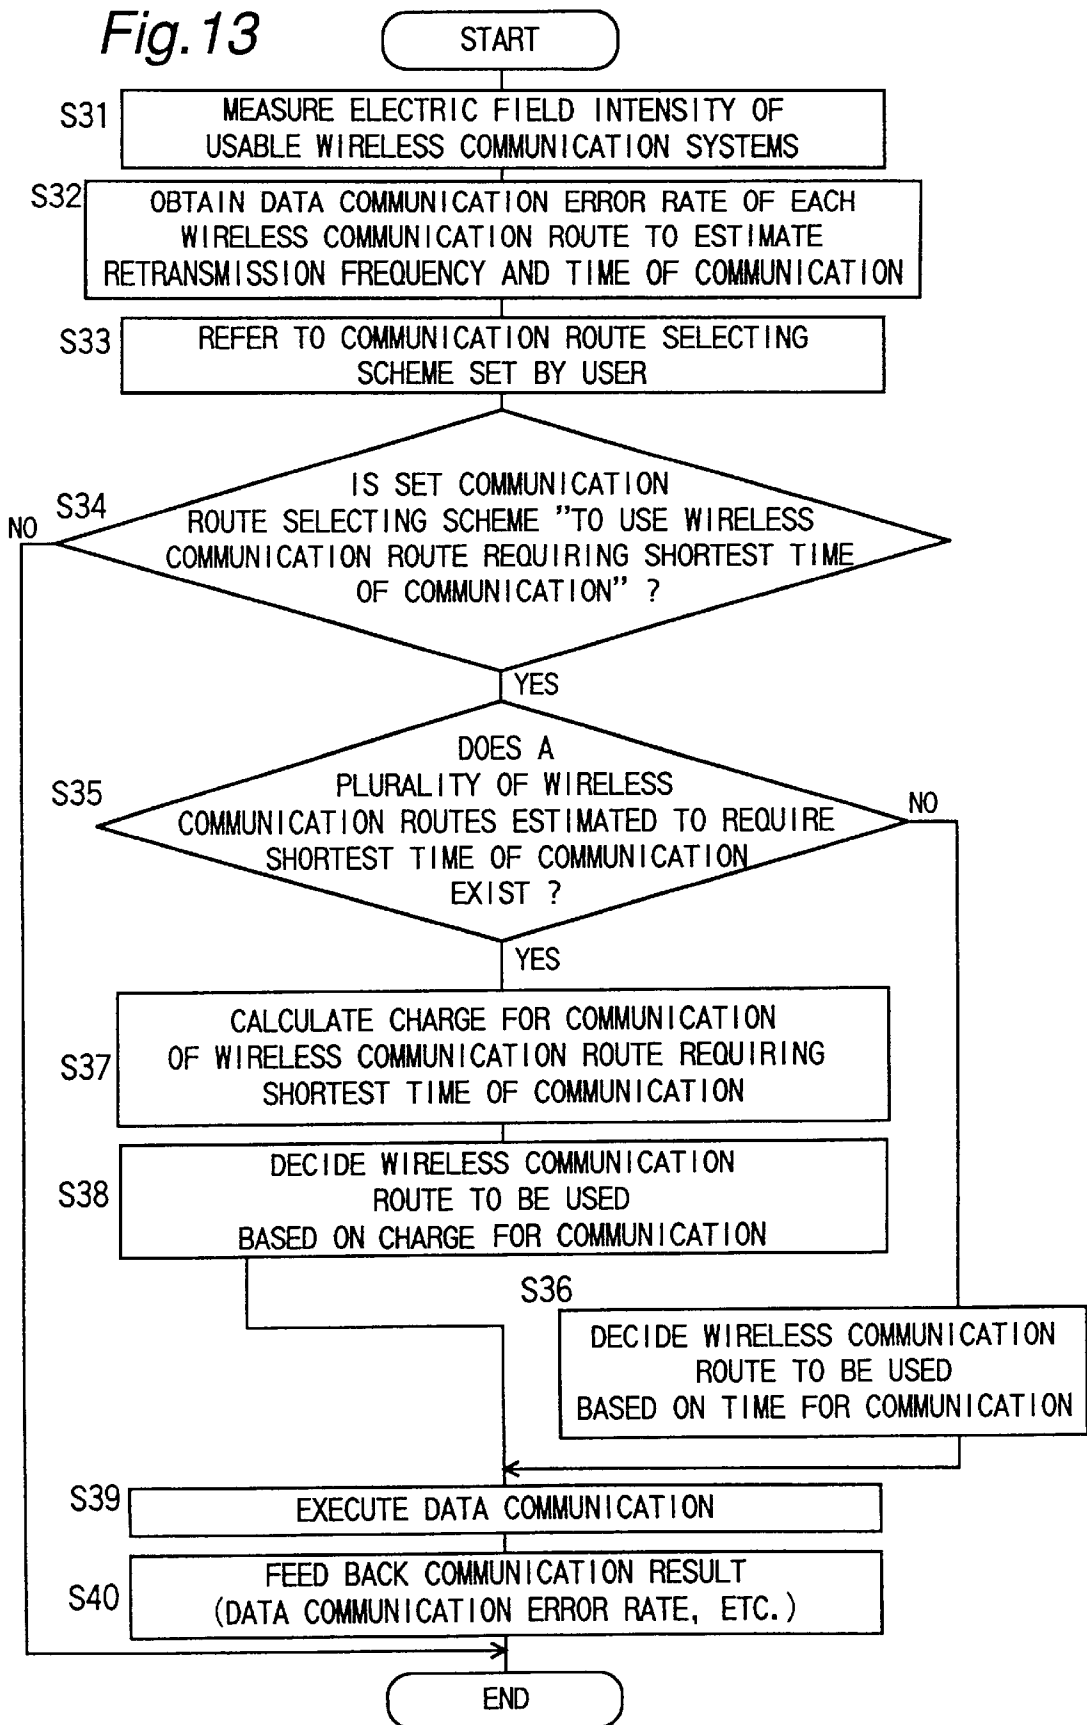 Fig.13
START
S31
MEASURE ELECTRIC FIELD INTENSITY OF
USABLE WIRELESS COMMUNICATION SYSTEMS
S32
OBTAIN DATA COMMUNICATION ERROR RATE OF EACH
WIRELESS COMMUNICATION ROUTE TO ESTIMATE
RETRANSMISSION FREQUENCY AND TIME OF COMMUNICATION
S33
REFER TO COMMUNICATION ROUTE SELECTING
SCHEME SET BY USER
S34
NO
IS SET COMMUNICATION
ROUTE SELECTING SCHEME "TO USE WIRELESS
COMMUNICATION ROUTE REQUIRING SHORTEST TIME
OF COMMUNICATION" ?
YES
S35
DOES A
PLURALITY OF WIRELESS
COMMUNICATION ROUTES ESTIMATED TO REQUIRE
SHORTEST TIME OF COMMUNICATION
EXIST ?
NO
YES
S37
CALCULATE CHARGE FOR COMMUNICATION
OF WIRELESS COMMUNICATION ROUTE REQUIRING
SHORTEST TIME OF COMMUNICATION
S38
DECIDE WIRELESS COMMUNICATION
ROUTE TO BE USED
BASED ON CHARGE FOR COMMUNICATION
S36
DECIDE WIRELESS COMMUNICATION
ROUTE TO BE USED
BASED ON TIME FOR COMMUNICATION
S39
EXECUTE DATA COMMUNICATION
S40
FEED BACK COMMUNICATION RESULT
(DATA COMMUNICATION ERROR RATE, ETC.)
END